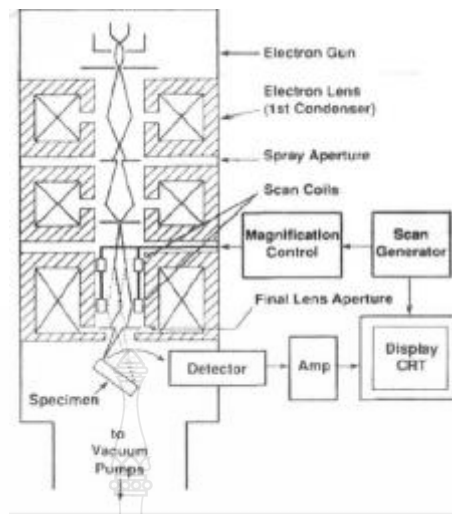 Electron Gun
Electron Lens
(1st Condenser)
Spray Aperture
Scan Coils
Magnification
Control
Scan
Generator
Final Lens Aperture
Detector
Amp
Display
CRT
Specimen
to
Vacuum
Pumps